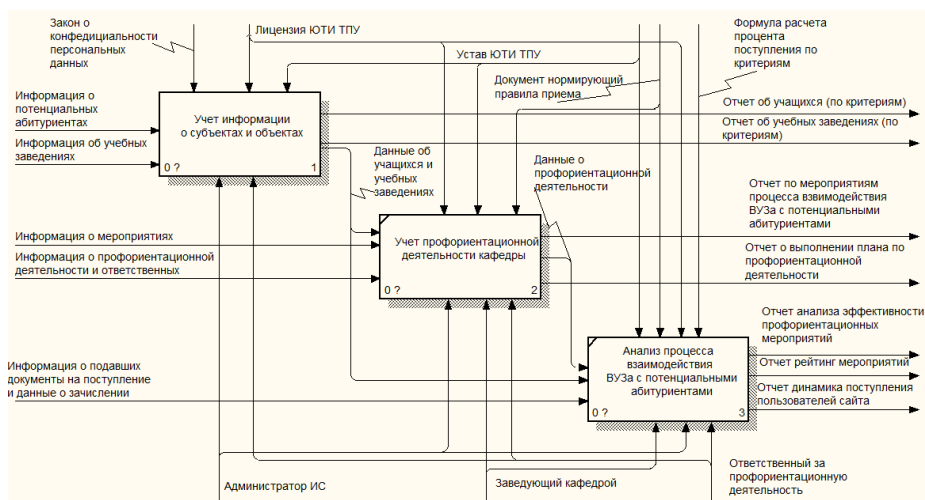 Закон о
конфедициальности
персональных
данных
Лицензия ЮТИ ТПУ
Устав ЮТИ ТПУ
Документ нормирующий
правила приема
Формула расчета
процента
поступления по
критериям
Информация о
потенциальных
абитуриентах
Информация об учебных
заведениях
Учет информации
о субъектах и объектах
0 ?
1
Отчет об учащихся (по критериям)
Отчет об учебных заведениях (по
критериям)
Данные об
учащихся и
учебных
заведениях
Данные о
профориентационной
деятельности
Отчет по мероприятиям
процесса взвимодействия
ВУЗа с потенциальными
абитуриентами
Информация о мероприятиях
Информация о профориентационной
деятельности и ответственных
Учет профориентационной
деятельности кафедры
0 ?
2
Отчет о выполнении плана по
профориентационной
деятельности
Отчет анализа эффективности
профориентационных
мероприятий
Информация о подавших
документы на поступление
и данные о зачислении
Анализ процесса
взаимодействия
ВУЗа с потенциальными
абитуриентами
0 ?
3
Отчет рейтинг мероприятий
Отчет динамика поступления
пользователей сайта
Администратор ИС
Заведующий кафедрой
Ответственный за
профориентационную
деятельность